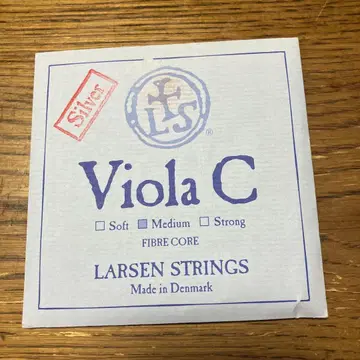 Silver
LS
®
Viola C
☐ Soft ■ Medium ☐ Strong
FIBRE CORE
LARSEN STRINGS
Made in Denmark